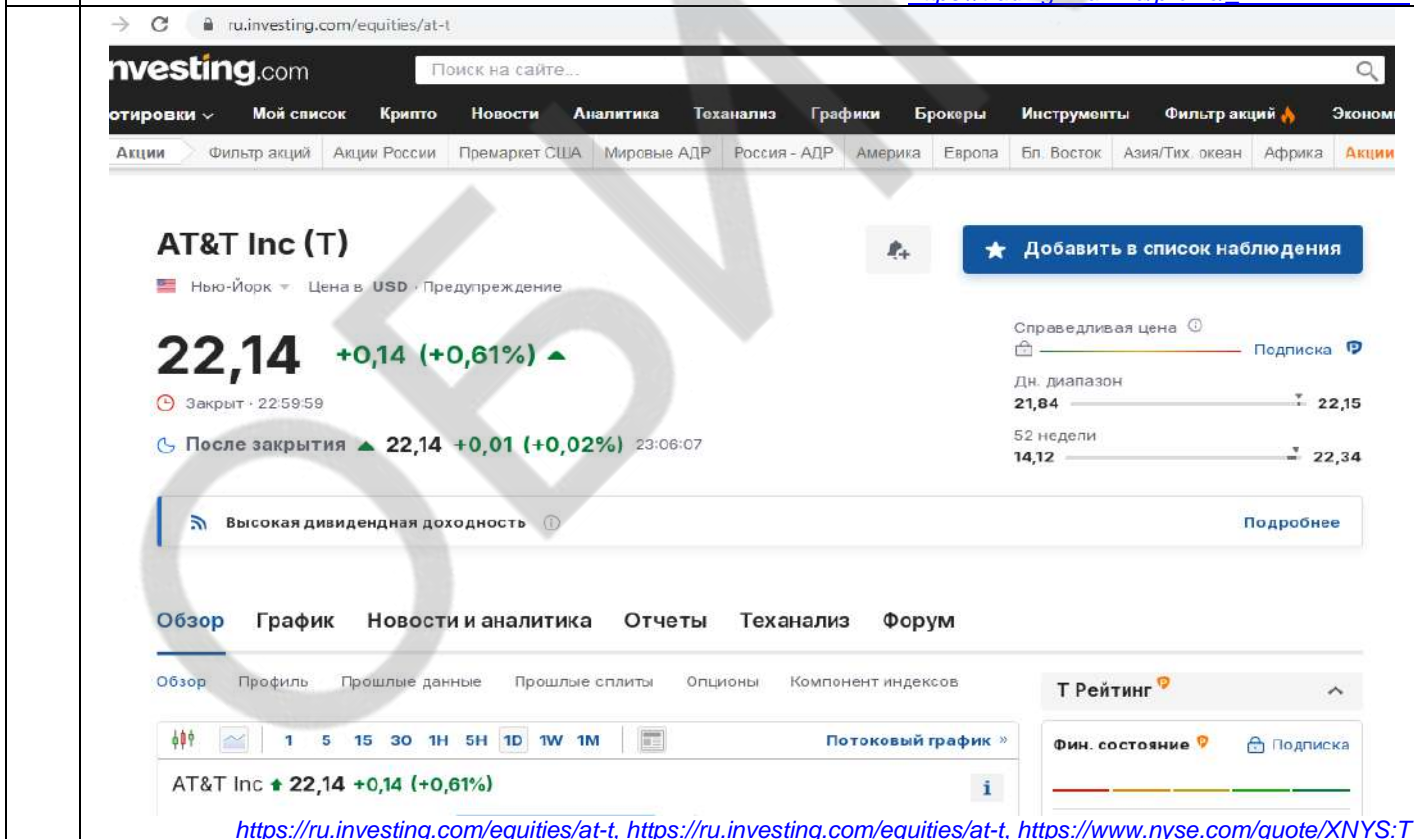 ru.investing.com/equities/at-t
nvesting.com Поиск на сайте...
отировки Мой список Крипто Новости Аналитика Теханализ Графики Брокеры Инструменты Фильтр акций Эконом
Акции Фильтр акций Акции России Премаркет США Мировые АДР Россия - АДР Америка Европа Бл. Восток Азия/Тих. океан Африка Акции
AT&T Inc (T)
Добавить в список наблюдения
Нью-Йорк Цена в USD · Предупреждение
22,14 +0,14 (+0,61%)
Справедливая цена
Подписка
Закрыт · 22:59:59
Дн. диапазон
21,84 22,15
После закрытия 22,14 +0,01 (+0,02%) 23:06:07
52 недели
14,12 22,34
Высокая дивидендная доходность Подробнее
Обзор График Новости и аналитика Отчеты Теханализ Форум
Обзор Профиль Прошлые данные Прошлые сплиты Опционы Компонент индексов
Т Рейтинг
1 5 15 30 1H 5H 1D 1W 1M Потоковый график »
Фин. состояние Подписка
AT&T Inc 22,14 +0,14 (+0,61%)
https://ru.investing.com/equities/at-t, https://ru.investing.com/equities/at-t, https://www.nyse.com/quote/XNYS:T